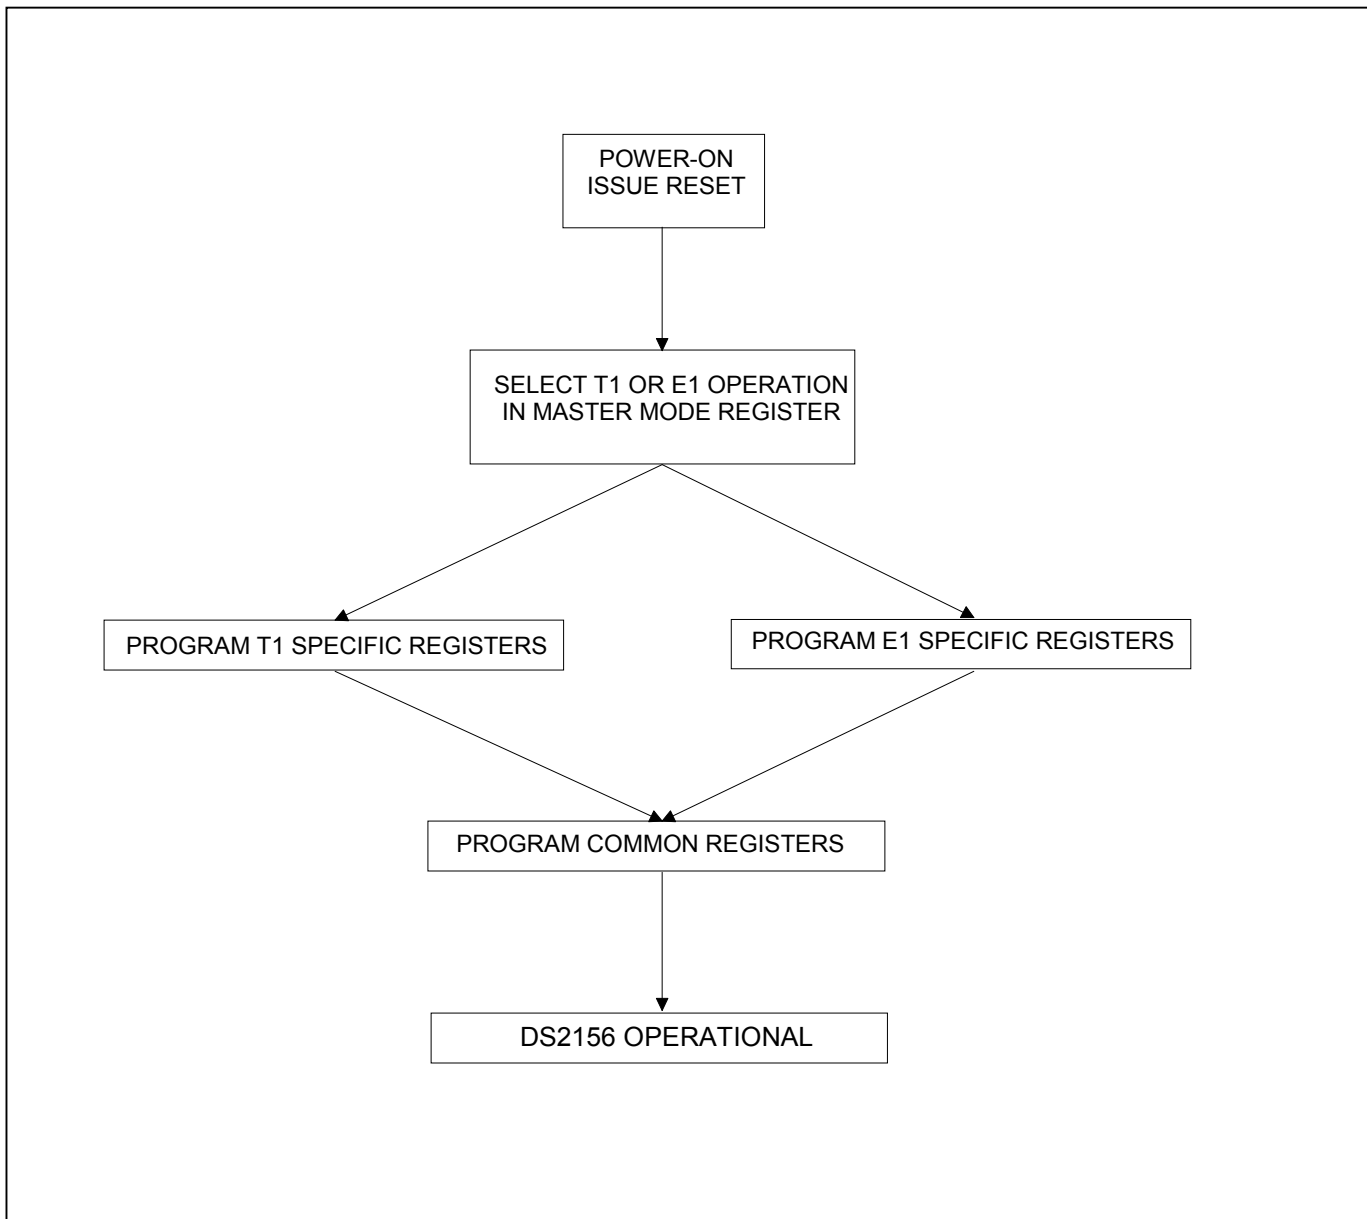 POWER-ON
ISSUE RESET
SELECT T1 OR E1 OPERATION
IN MASTER MODE REGISTER
PROGRAM T1 SPECIFIC REGISTERS
PROGRAM E1 SPECIFIC REGISTERS
PROGRAM COMMON REGISTERS
DS2156 OPERATIONAL